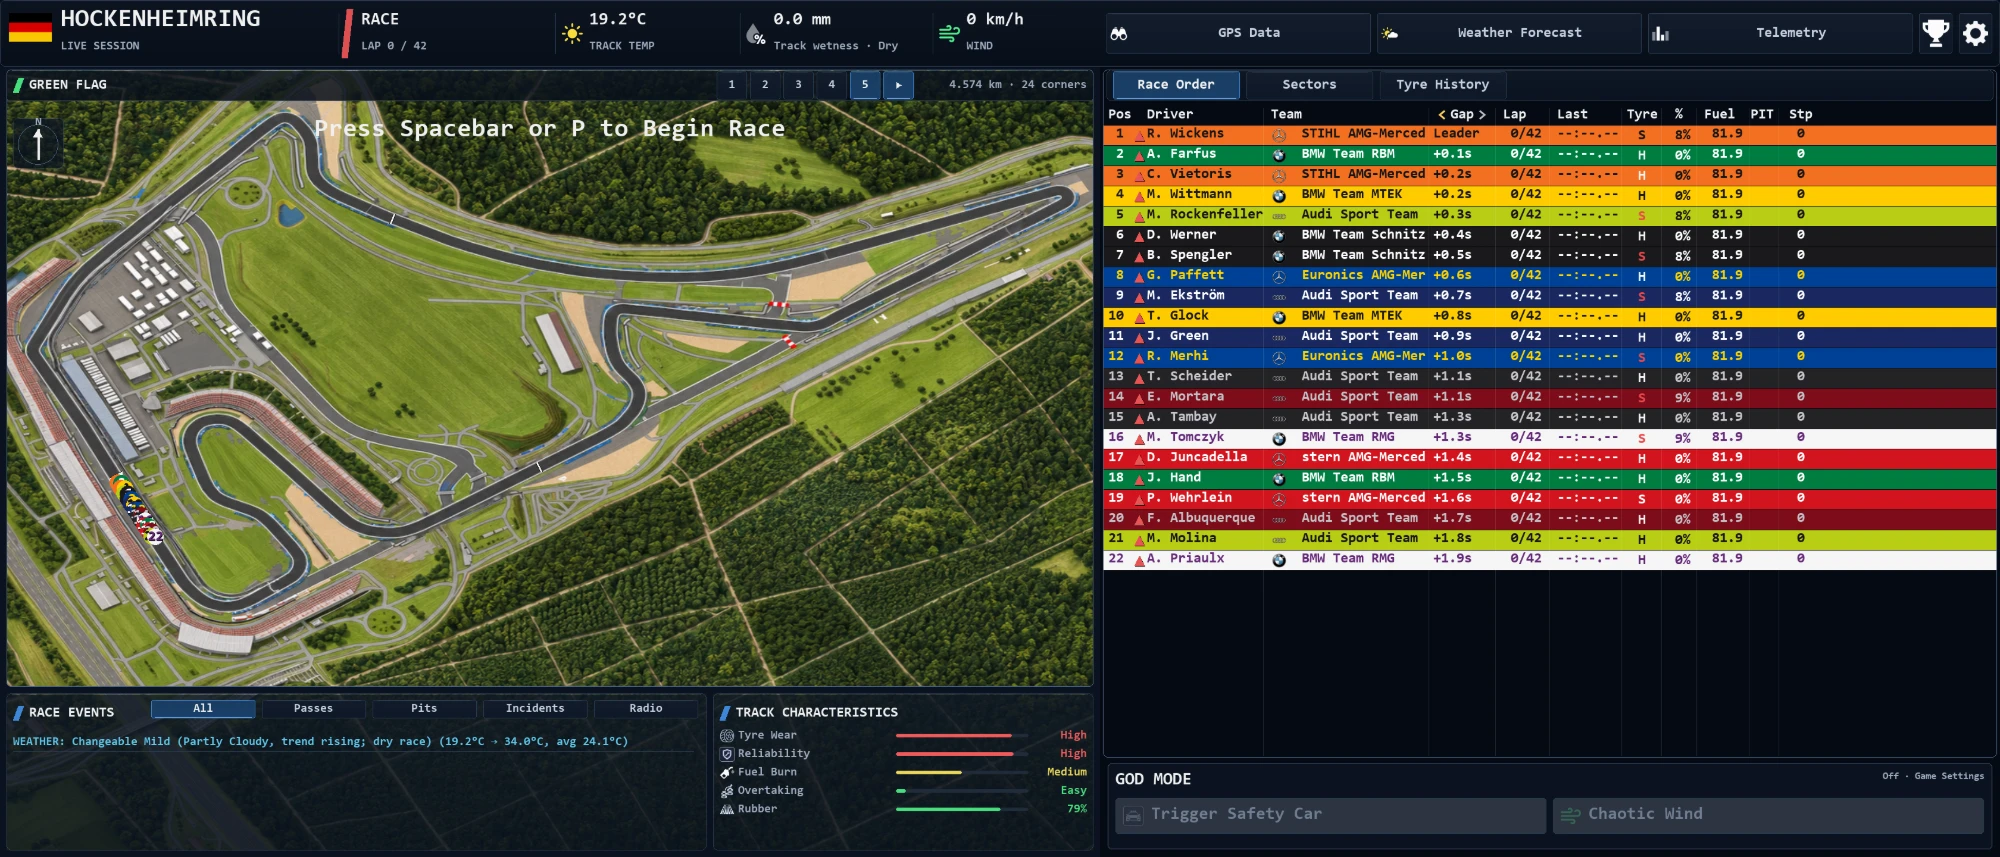 HOCKENHEIMRING
LIVE SESSION
RACE
LAP 0 / 42
19.2°C
TRACK TEMP
0.0 mm
Track wetness · Dry
0 km/h
WIND
GPS Data
Weather Forecast
Telemetry
GREEN FLAG
1 2 3 4 5 ▶
4.574 km · 24 corners
N
Press Spacebar or P to Begin Race
22
Race Order Sectors Tyre History
Pos Driver Team < Gap > Lap Last Tyre % Fuel PIT Stp
1 R. Wickens STIHL AMG-Merced Leader 0/42 --:--.-- S 8% 81.9 0
2 A. Farfus BMW Team RBM +0.1s 0/42 --:--.-- H 0% 81.9 0
3 C. Vietoris STIHL AMG-Merced +0.2s 0/42 --:--.-- H 0% 81.9 0
4 M. Wittmann BMW Team MTEK +0.2s 0/42 --:--.-- H 0% 81.9 0
5 M. Rockenfeller Audi Sport Team +0.3s 0/42 --:--.-- S 8% 81.9 0
6 D. Werner BMW Team Schnitz +0.4s 0/42 --:--.-- H 0% 81.9 0
7 B. Spengler BMW Team Schnitz +0.5s 0/42 --:--.-- S 8% 81.9 0
8 G. Paffett Euronics AMG-Mer +0.6s 0/42 --:--.-- H 0% 81.9 0
9 M. Ekström Audi Sport Team +0.7s 0/42 --:--.-- S 8% 81.9 0
10 T. Glock BMW Team MTEK +0.8s 0/42 --:--.-- H 0% 81.9 0
11 J. Green Audi Sport Team +0.9s 0/42 --:--.-- H 0% 81.9 0
12 R. Merhi Euronics AMG-Mer +1.0s 0/42 --:--.-- S 0% 81.9 0
13 T. Scheider Audi Sport Team +1.1s 0/42 --:--.-- H 0% 81.9 0
14 E. Mortara Audi Sport Team +1.1s 0/42 --:--.-- S 9% 81.9 0
15 A. Tambay Audi Sport Team +1.3s 0/42 --:--.-- H 0% 81.9 0
16 M. Tomczyk BMW Team RMG +1.3s 0/42 --:--.-- S 9% 81.9 0
17 D. Juncadella stern AMG-Merced +1.4s 0/42 --:--.-- H 0% 81.9 0
18 J. Hand BMW Team RBM +1.5s 0/42 --:--.-- H 0% 81.9 0
19 P. Wehrlein stern AMG-Merced +1.6s 0/42 --:--.-- S 0% 81.9 0
20 F. Albuquerque Audi Sport Team +1.7s 0/42 --:--.-- H 0% 81.9 0
21 M. Molina Audi Sport Team +1.8s 0/42 --:--.-- H 0% 81.9 0
22 A. Priaulx BMW Team RMG +1.9s 0/42 --:--.-- H 0% 81.9 0
RACE EVENTS All Passes Pits Incidents Radio
WEATHER: Changeable Mild (Partly Cloudy, trend rising; dry race) (19.2°C → 34.0°C, avg 24.1°C)
TRACK CHARACTERISTICS
Tyre Wear High
Reliability High
Fuel Burn Medium
Overtaking Easy
Rubber 79%
GOD MODE
Off · Game Settings
Trigger Safety Car
Chaotic Wind